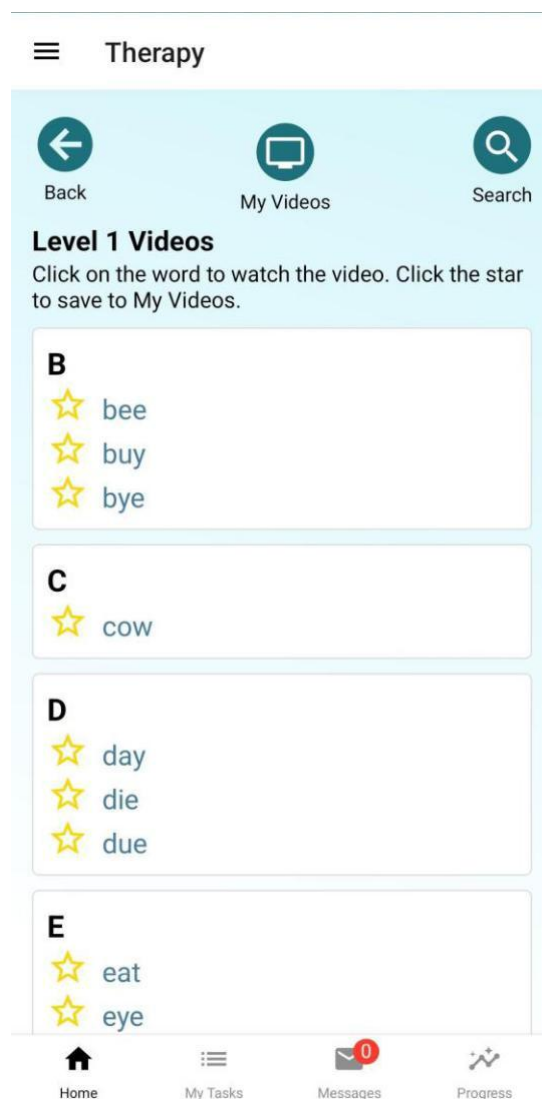 Therapy
Back
My Videos
Search
Level 1 Videos
Click on the word to watch the video. Click the star
to save to My Videos.
B
bee
buy
bye
C
cow
D
day
die
due
E
eat
eye
0
Home
My Tasks
Messages
Progress